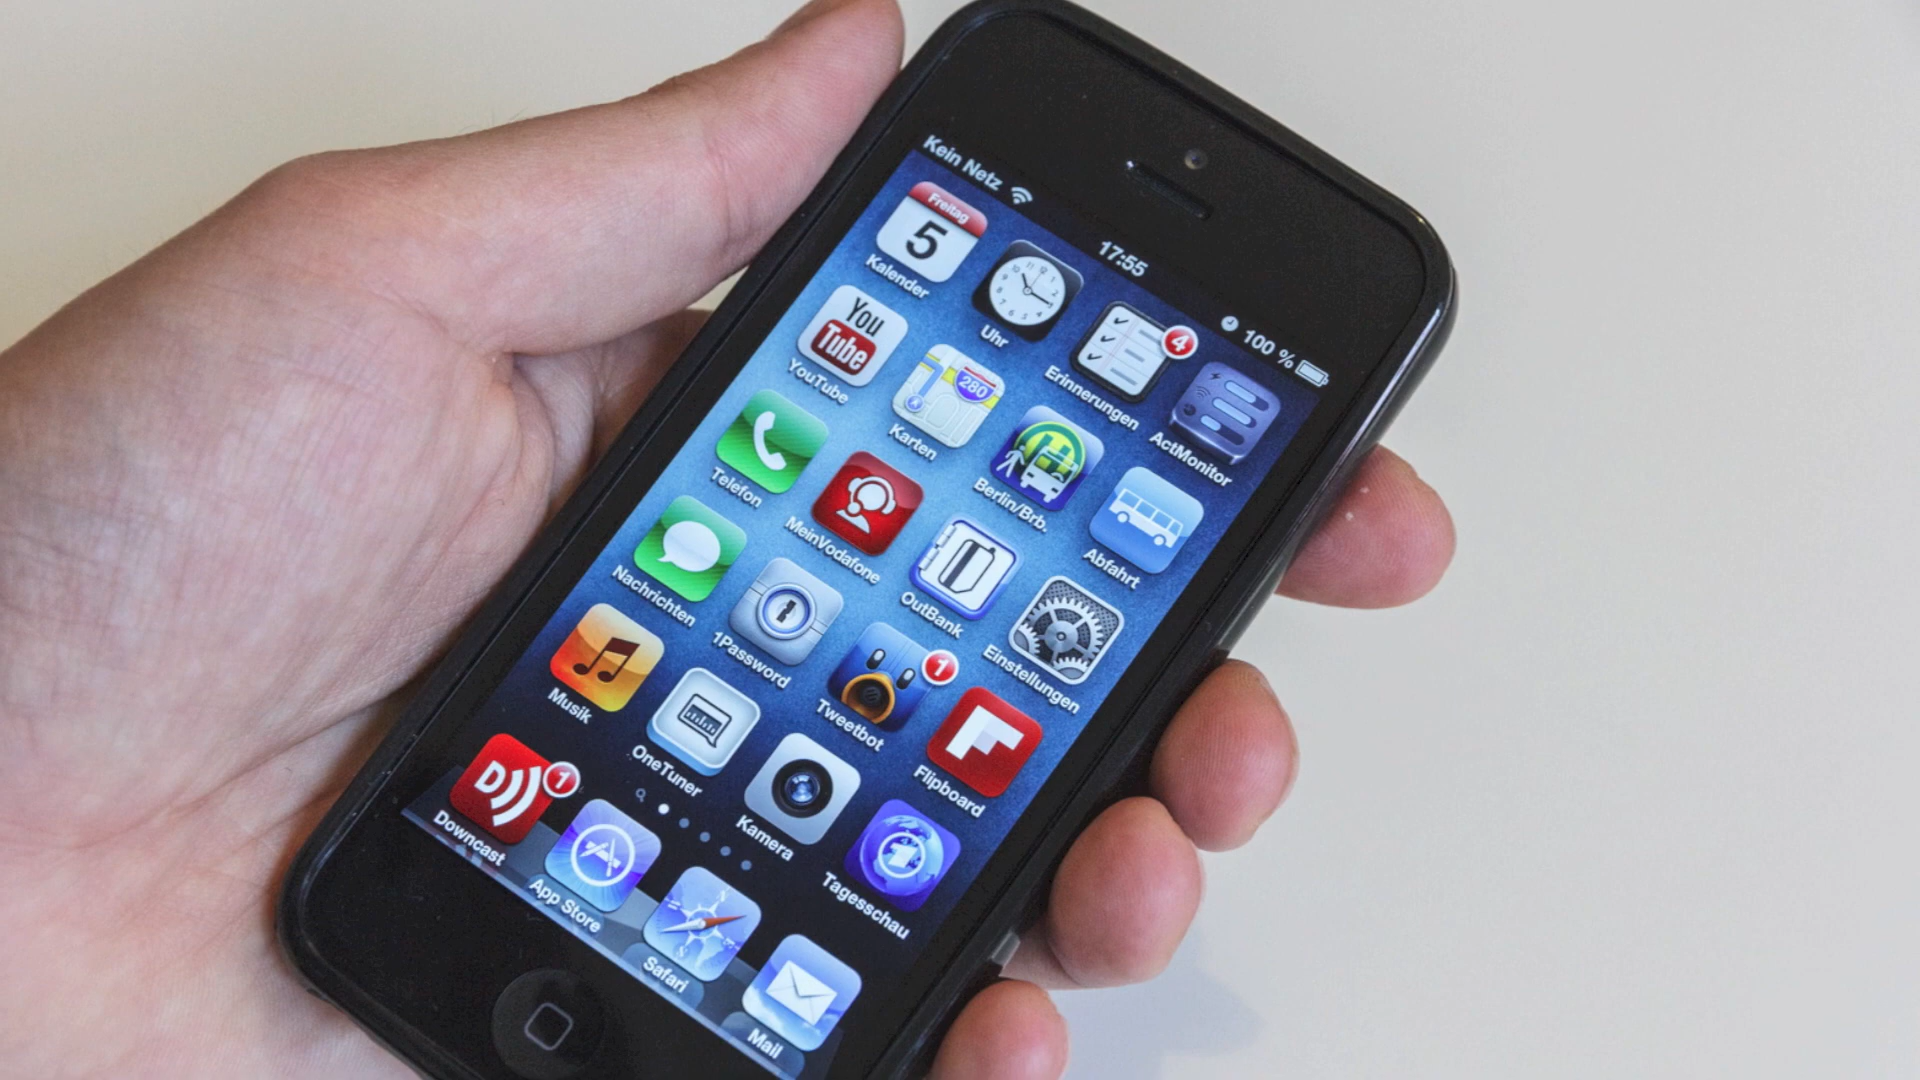 Kein Netz
17:55
100 %
Freitag
5
Kalender
Uhr
4
Erinnerungen
ActMonitor
You
Tube
YouTube
280
Karten
H
Berlin/Brb.
Abfahrt
Telefon
MeinVodafone
OutBank
Einstellungen
Nachrichten
1Password
1
Tweetbot
Flipboard
Musik
OneTuner
Kamera
1
Tagesschau
D
1
Downcast
App Store
Safari
Mail